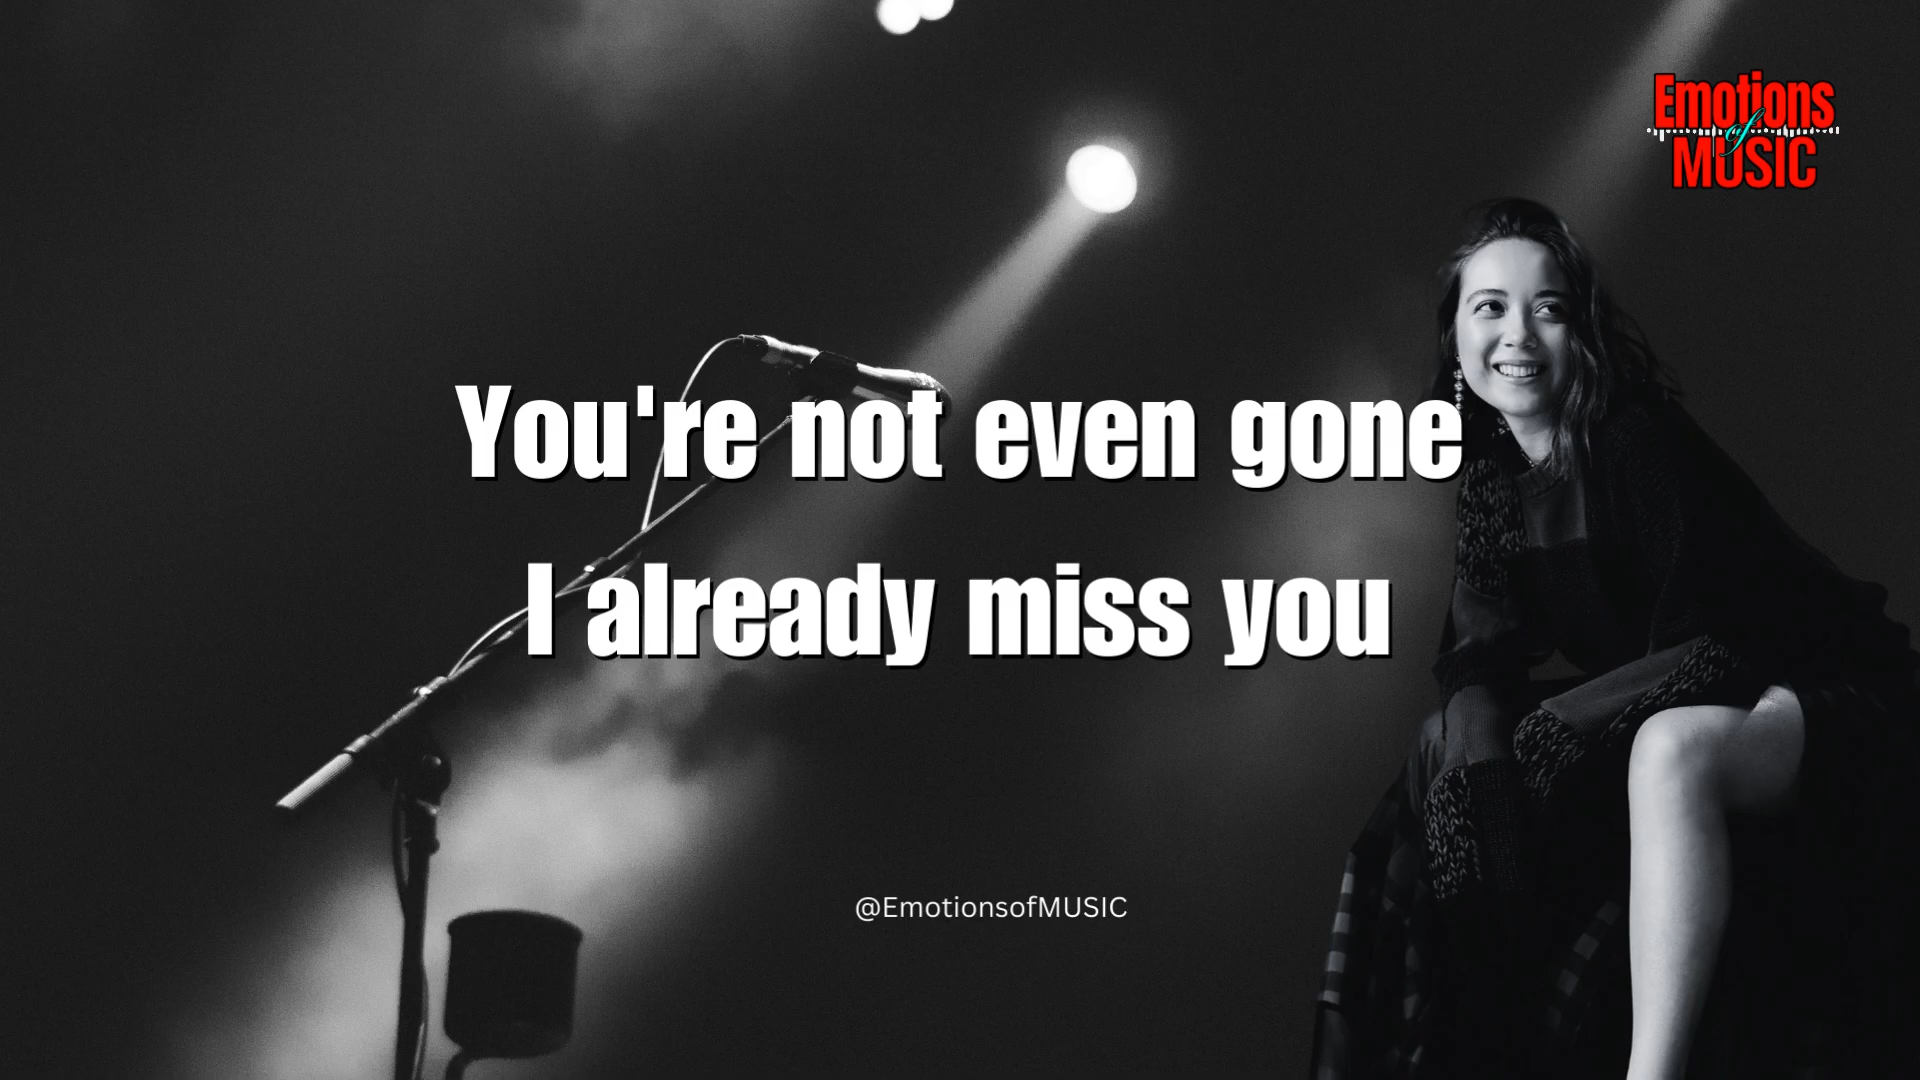 Emotions
of
MUSIC
You're not even gone
I already miss you
@EmotionsofMUSIC